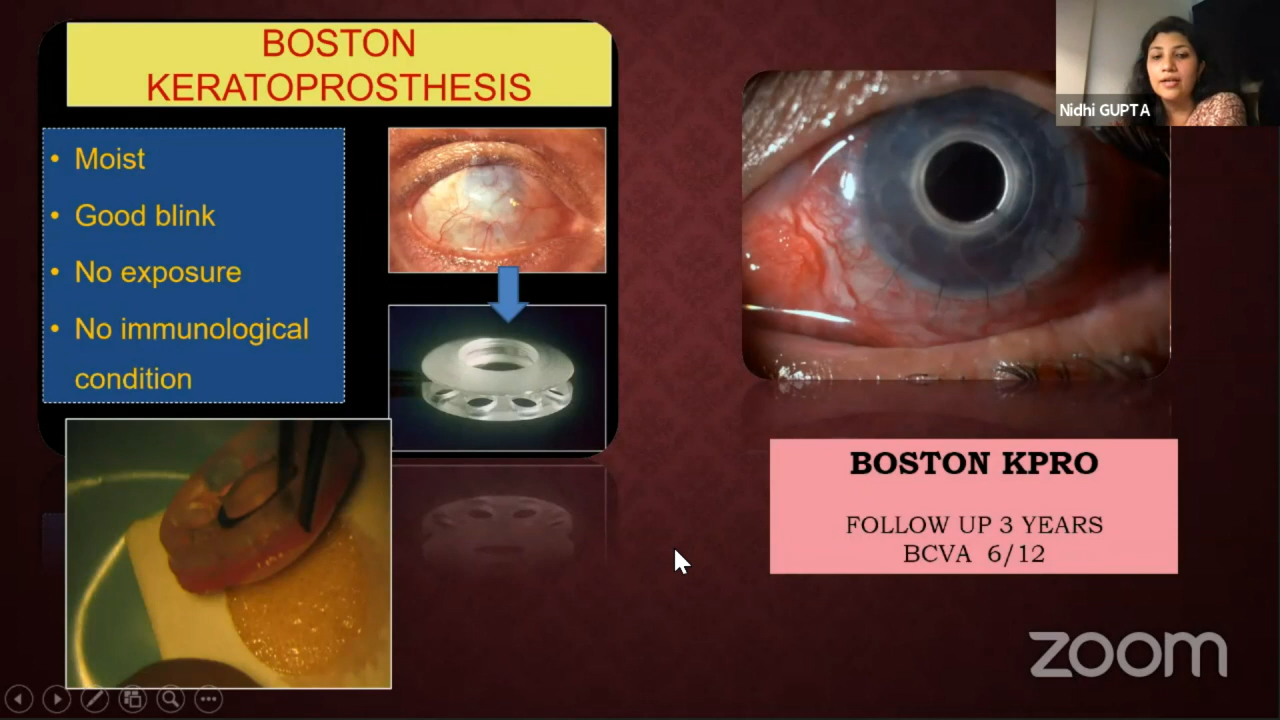 BOSTON
KERATOPROSTHESIS
• Moist
• Good blink
• No exposure
• No immunological
condition
Nidhi GUPTA
BOSTON KPRO
FOLLOW UP 3 YEARS
BCVA 6/12
zoom